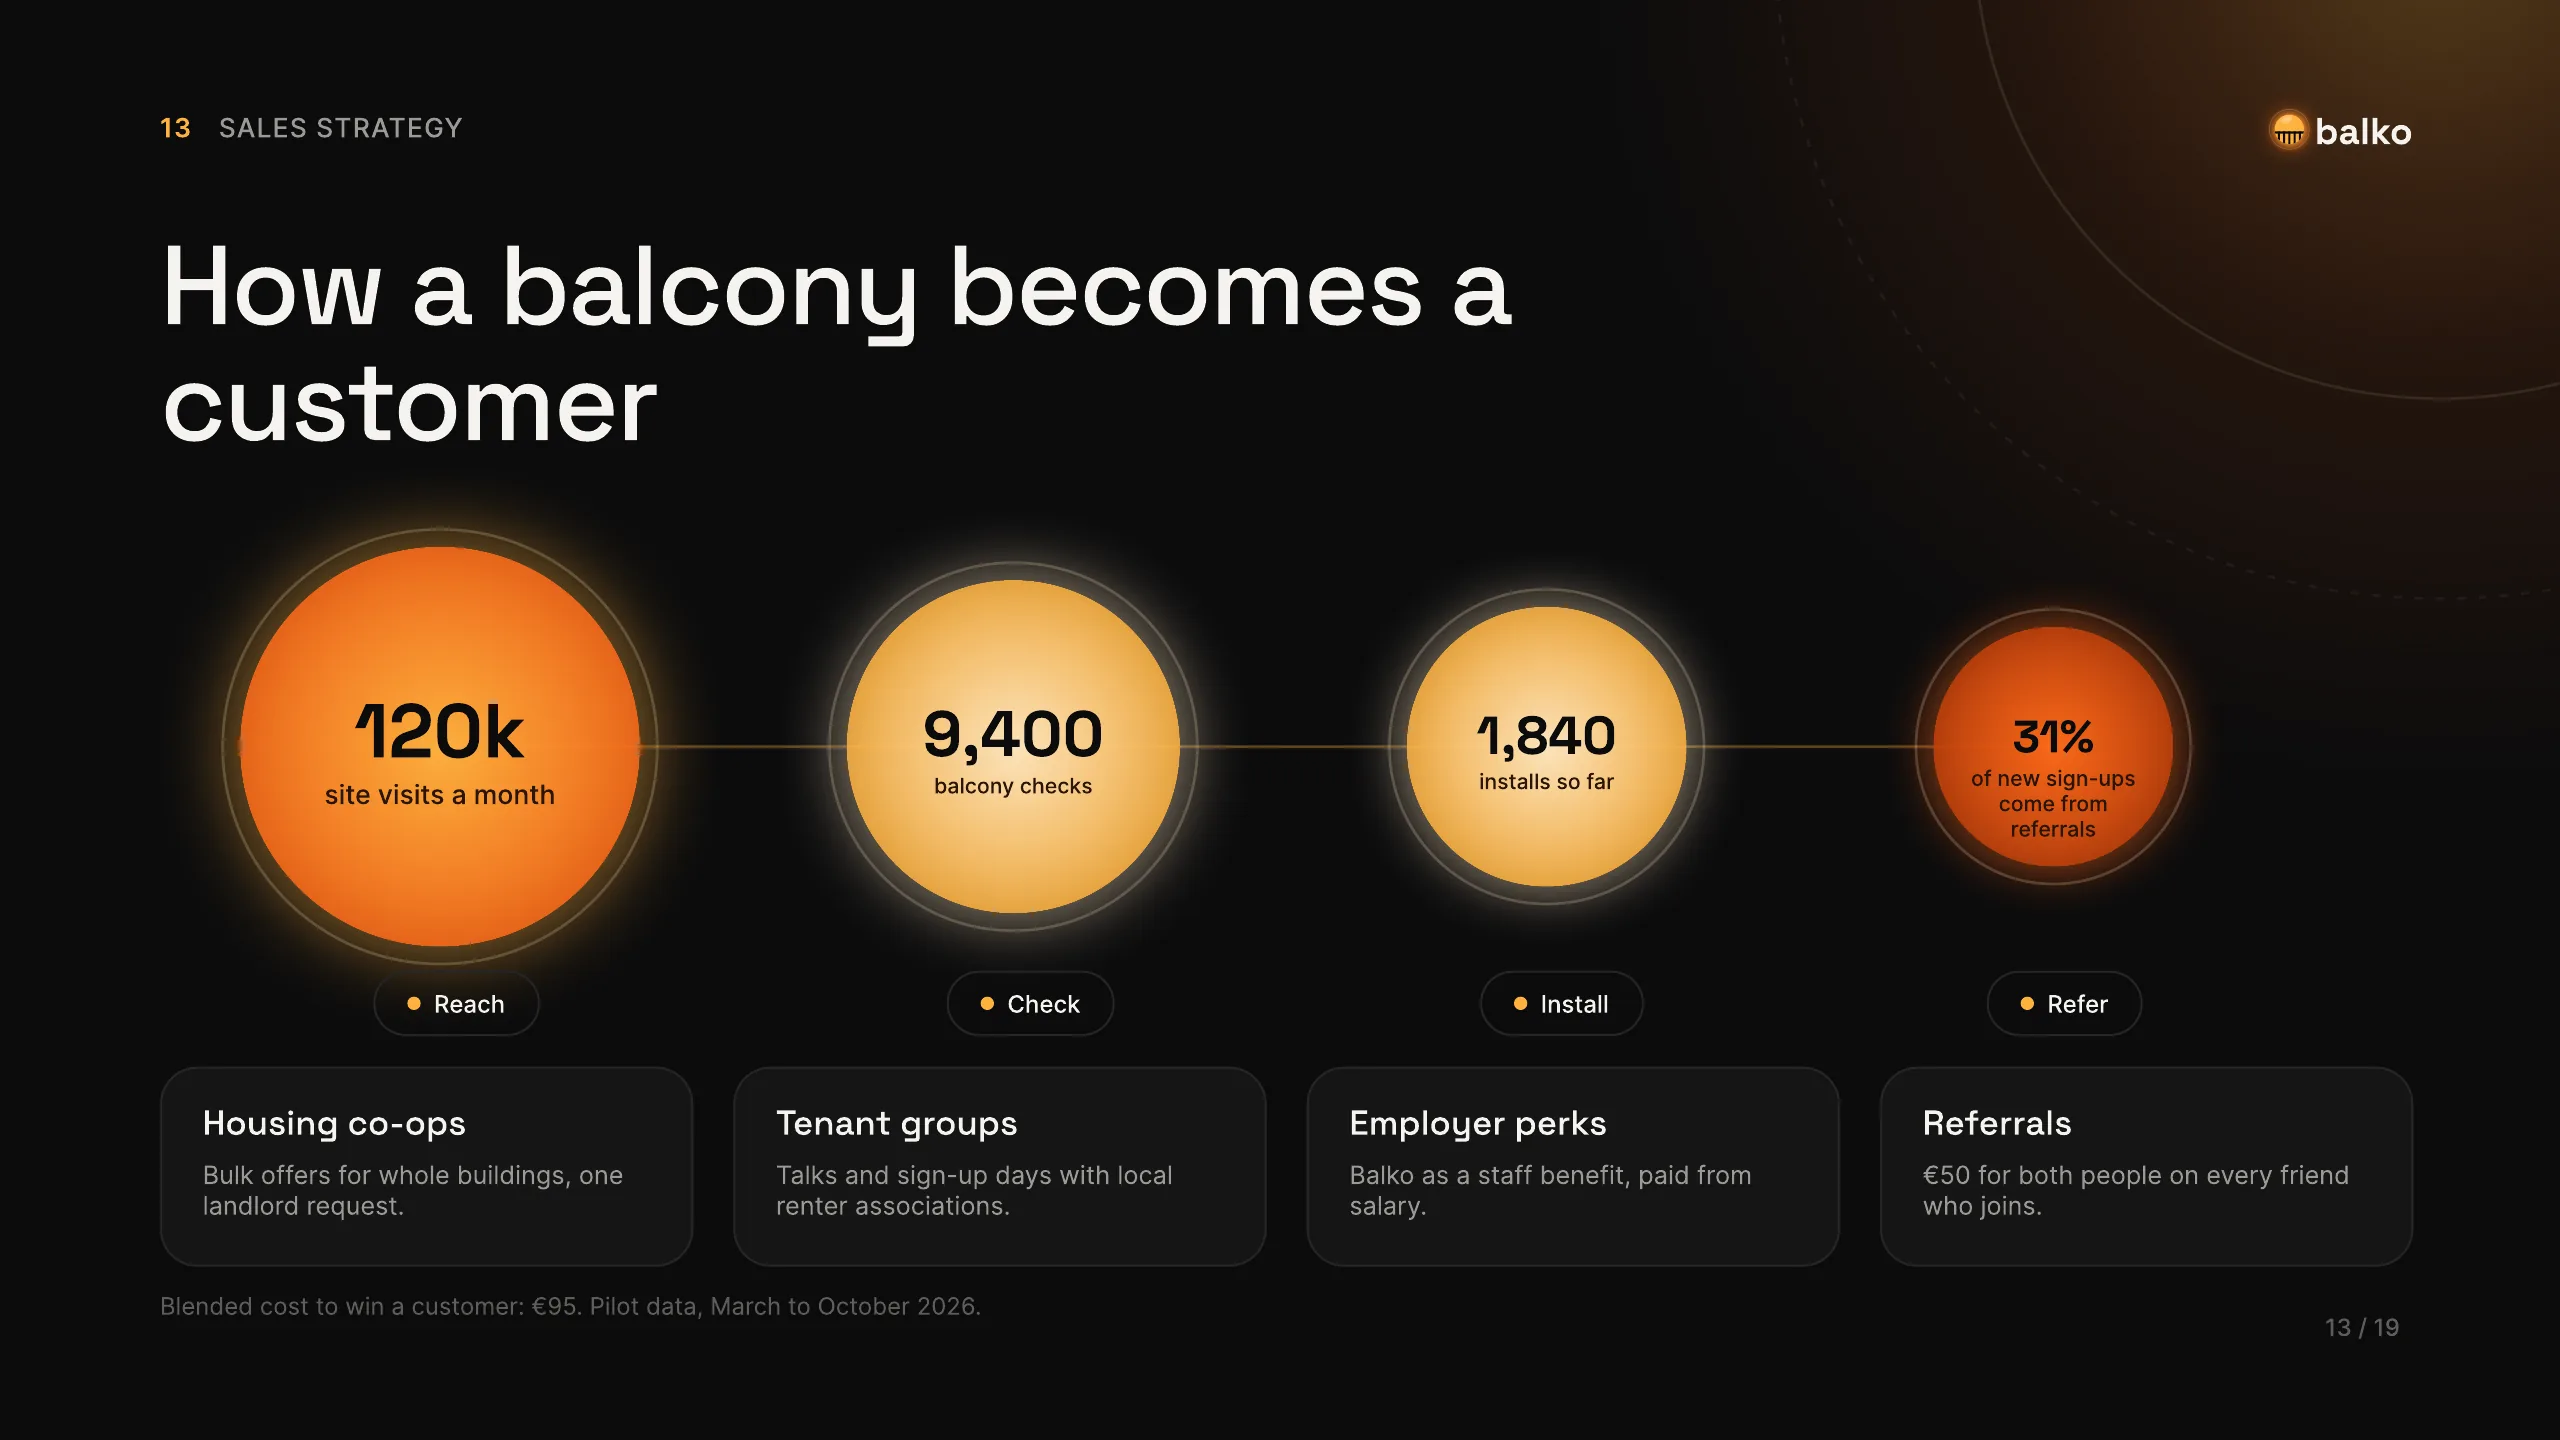 13 SALES STRATEGY
balko
How a balcony becomes a
customer
120k
site visits a month
9,400
balcony checks
1,840
installs so far
31%
of new sign-ups
come from
referrals
Reach
Check
Install
Refer
Housing co-ops
Bulk offers for whole buildings, one
landlord request.
Tenant groups
Talks and sign-up days with local
renter associations.
Employer perks
Balko as a staff benefit, paid from
salary.
Referrals
€50 for both people on every friend
who joins.
Blended cost to win a customer: €95. Pilot data, March to October 2026.
13 / 19